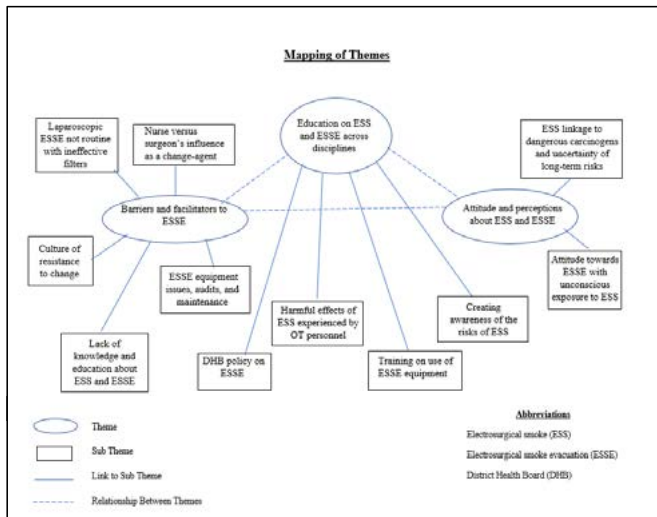 Mapping of Themes
Laparoscopic
ESSE not routine
with ineffective
filters
Nurse versus
surgeon's influence
as a change-agent
Education on ESS
and ESSE across
disciplines
ESS linkage to
dangerous carcinogens
and uncertainty of
long-term risks
Barriers and facilitators to
ESSE
Attitude and perceptions
about ESS and ESSE
Culture of
resistance
to change
ESSE equipment
issues, audits, and
maintenance
Attitude towards
ESSE with
unconscious
exposure to ESS
Harmful effects of
ESS experienced by
OT personnel
Creating
awareness of the
risks of ESS
Lack of
knowledge and
education about
ESS and ESSE
DHB policy on
ESSE
Training on use of
ESSE equipment
Theme
Sub Theme
Link to Sub Theme
Relationship Between Themes
Abbreviations
Electrosurgical smoke (ESS)
Electrosurgical smoke evacuation (ESSE)
District Health Board (DHB)